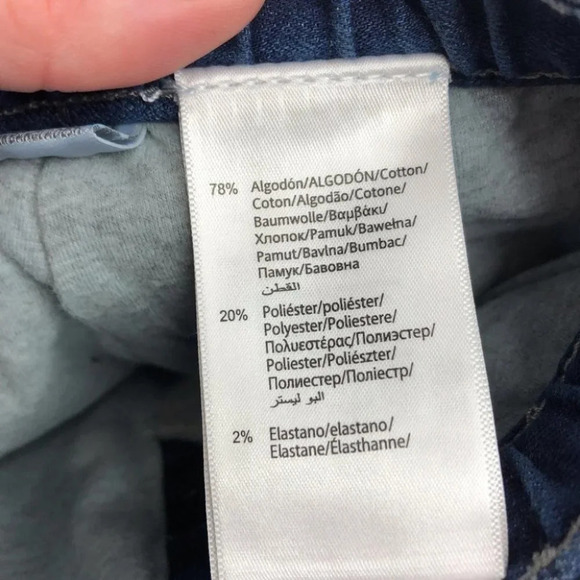 78% Algodón/ALGODÓN/Cotton/
Coton/Algodão/Cotone/
Baumwolle/Βαμβάκι/
Хлопок/Pamuk/Bawełna/
Pamut/Bavlna/Bumbac/
Памук/Бавовна
القطن
20% Poliéster/poliéster/
Polyester/Poliestere/
Πολυεστέρας/Полиэстер/
Poliester/Poliészter/
Полиестер/Поліестр/
البو ليستر
2% Elastano/elastano/
Elastane/Élasthanne/